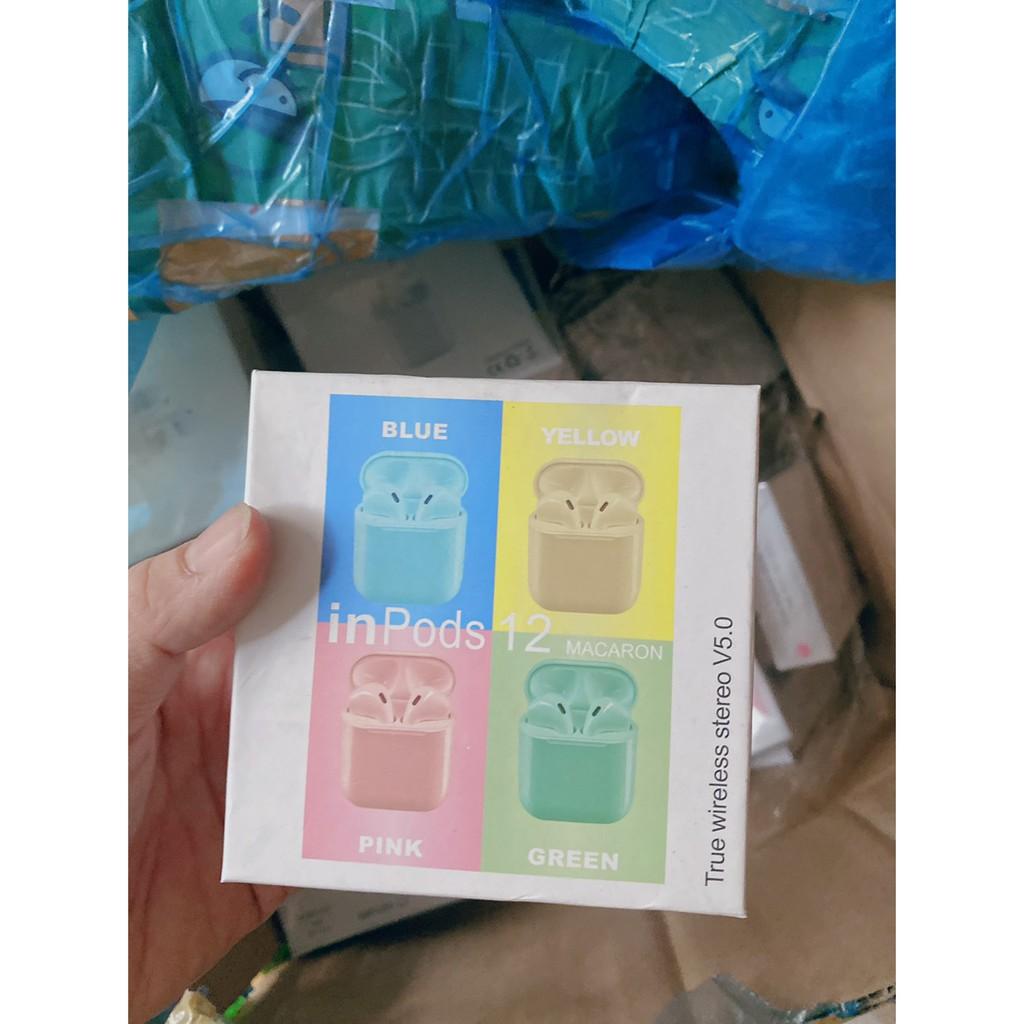 BLUE
YELLOW
inPods 12 MACARON
PINK
GREEN
True wireless stereo V5.0